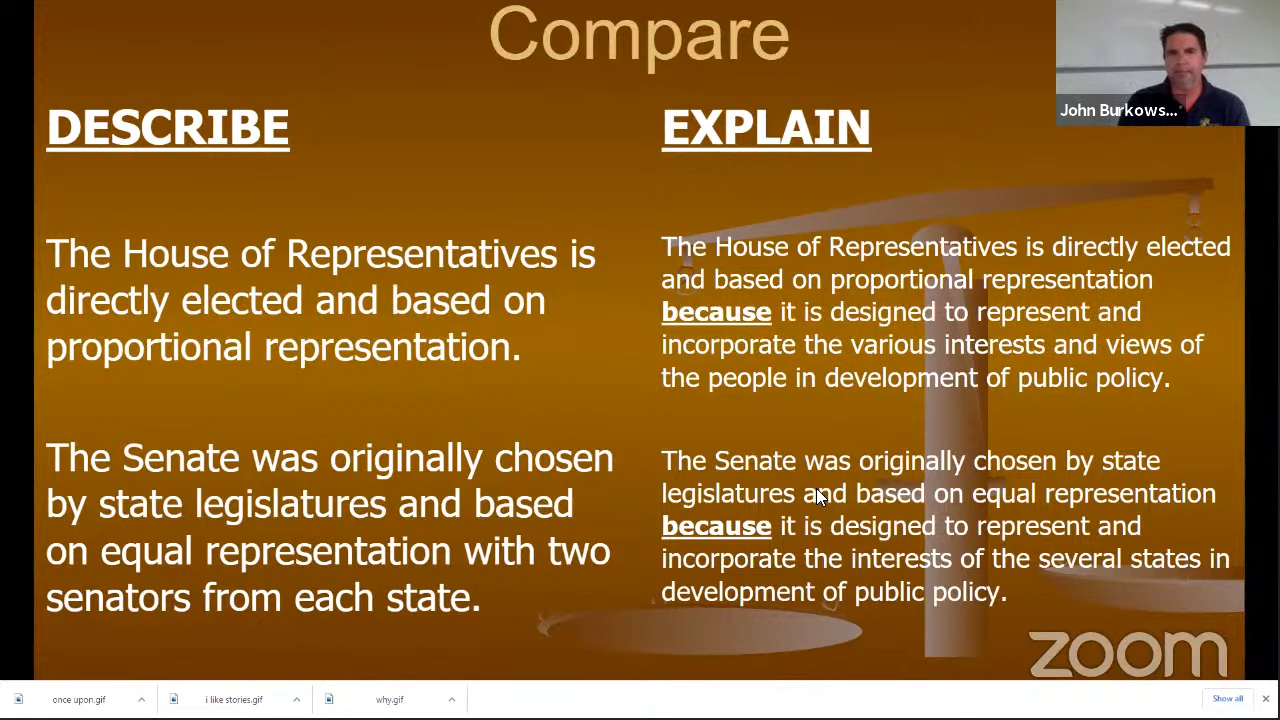 Compare
John Burkows...
DESCRIBE
The House of Representatives is
directly elected and based on
proportional representation.
The Senate was originally chosen
by state legislatures and based
on equal representation with two
senators from each state.
EXPLAIN
The House of Representatives is directly elected
and based on proportional representation
because it is designed to represent and
incorporate the various interests and views of
the people in development of public policy.
The Senate was originally chosen by state
legislatures and based on equal representation
because it is designed to represent and
incorporate the interests of the several states in
development of public policy.
zoom
once upon.gif
i like stories.gif
why.gif
Show all